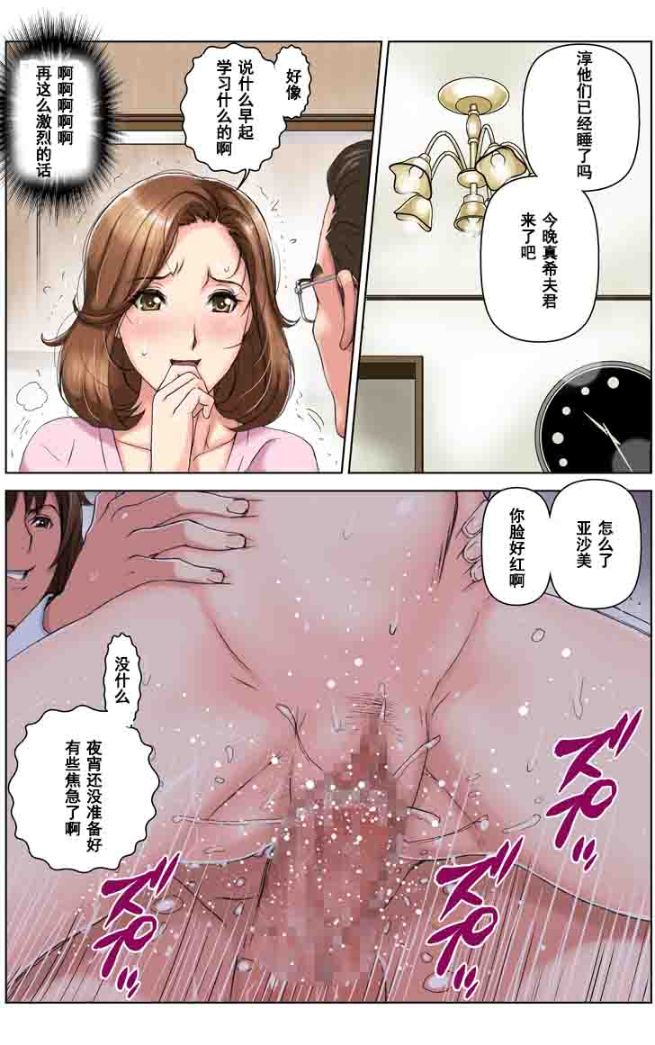 淳他们已经睡了吗
今晚真希夫君
来了吧
好像
说什么早起
学习什么的啊
啊啊啊啊啊
再这么激烈的话
怎么了
亚沙美
你脸好红啊
没什么
夜宵还没准备好
有些焦急了啊
ズプッ
ズプッ
ズプッ